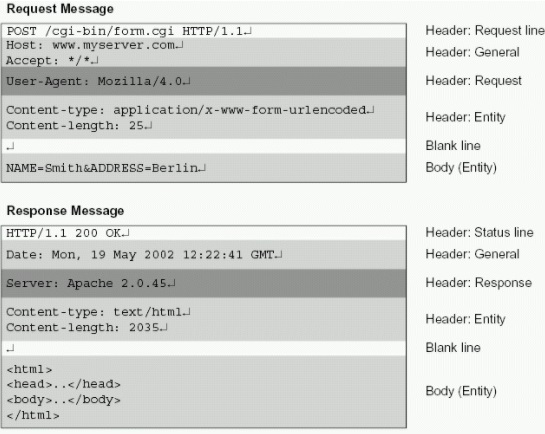 Request Message
POST /cgi-bin/form.cgi HTTP/1.1↵ Header: Request line
Host: www.myserver.com↵
Accept: */*↵
Header: General
User-Agent: Mozilla/4.0↵ Header: Request
Content-type: application/x-www-form-urlencoded↵
Content-length: 25↵
Header: Entity
↵ Blank line
NAME=Smith&ADDRESS=Berlin↵ Body (Entity)
Response Message
HTTP/1.1 200 OK↵ Header: Status line
Date: Mon, 19 May 2002 12:22:41 GMT↵ Header: General
Server: Apache 2.0.45↵ Header: Response
Content-type: text/html↵
Content-length: 2035↵
Header: Entity
↵ Blank line
<html>
<head>..</head>
<body>..</body>
</html>
Body (Entity)